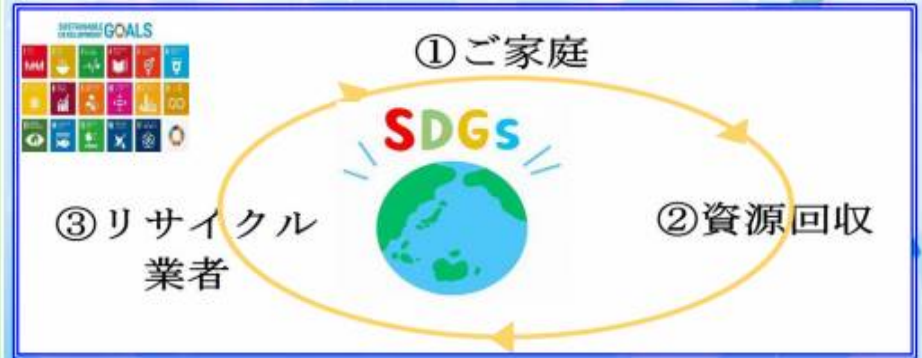 SUSTAINABLE
DEVELOPMENT GOALS
①ご家庭
SDGs
③リサイクル
業者
②資源回収